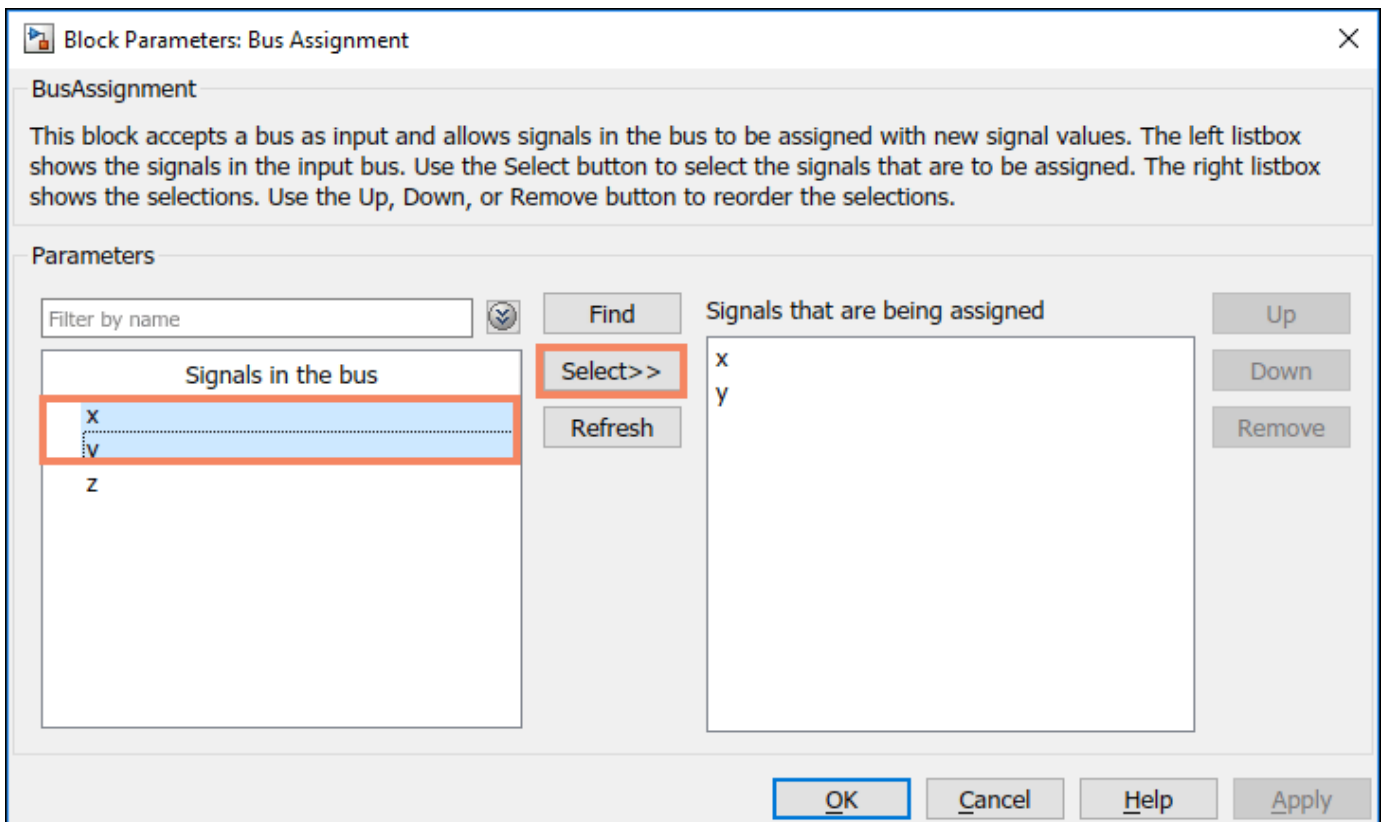 Block Parameters: Bus Assignment
BusAssignment
This block accepts a bus as input and allows signals in the bus to be assigned with new signal values. The left listbox
shows the signals in the input bus. Use the Select button to select the signals that are to be assigned. The right listbox
shows the selections. Use the Up, Down, or Remove button to reorder the selections.
Parameters
Filter by name
Find
Signals that are being assigned
Up
Signals in the bus
Select>>
x
Down
x
y
y
Refresh
Remove
z
OK
Cancel
Help
Apply